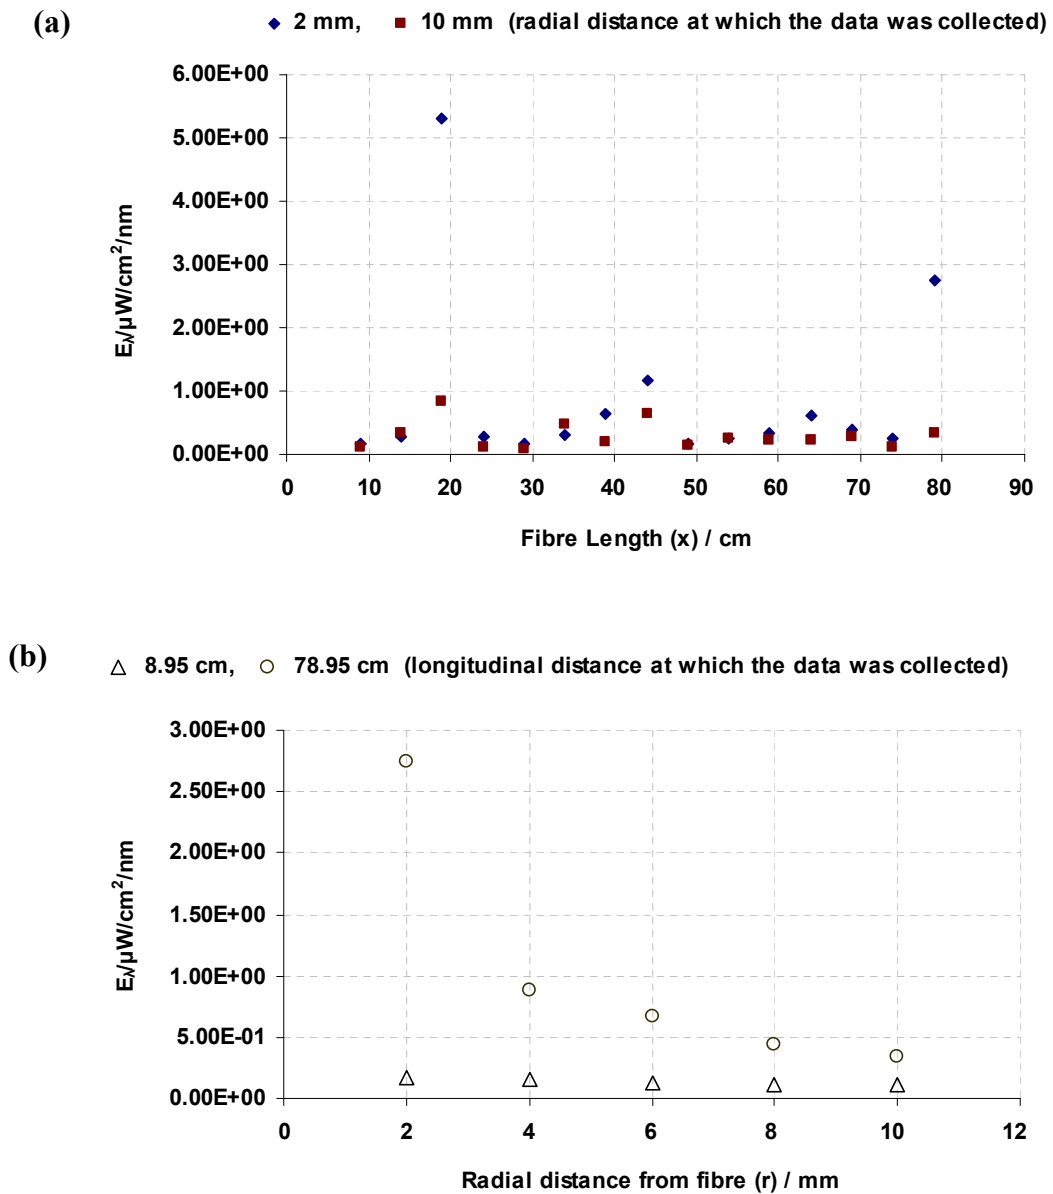 (a)
2 mm, 10 mm (radial distance at which the data was collected)
6.00E+00
5.00E+00
4.00E+00
3.00E+00
2.00E+00
1.00E+00
0.00E+00
Eλ/µW/cm²/nm
0 10 20 30 40 50 60 70 80 90
Fibre Length (x) / cm
(b)
8.95 cm, 78.95 cm (longitudinal distance at which the data was collected)
3.00E+00
2.50E+00
2.00E+00
1.50E+00
1.00E+00
5.00E-01
0.00E+00
Eλ/µW/cm²/nm
0 2 4 6 8 10 12
Radial distance from fibre (r) / mm